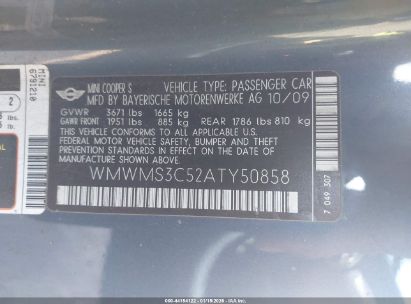 MINI COOPER S VEHICLE TYPE: PASSENGER CAR
MFD BY BAYERISCHE MOTORENWERKE AG 10/09
GVWR 3671 lbs 1665 kg
GAWR FRONT 1951 lbs 885 kg REAR 1786 lbs 810 kg
THIS VEHICLE CONFORMS TO ALL APPLICABLE U.S.
FEDERAL MOTOR VEHICLE SAFETY, BUMPER AND THEFT
PREVENTION STANDARDS IN EFFECT ON THE DATE OF
MANUFACTURE SHOWN ABOVE.
WMWMS3C52ATY50858
7 049 307
MINI
6791210
2